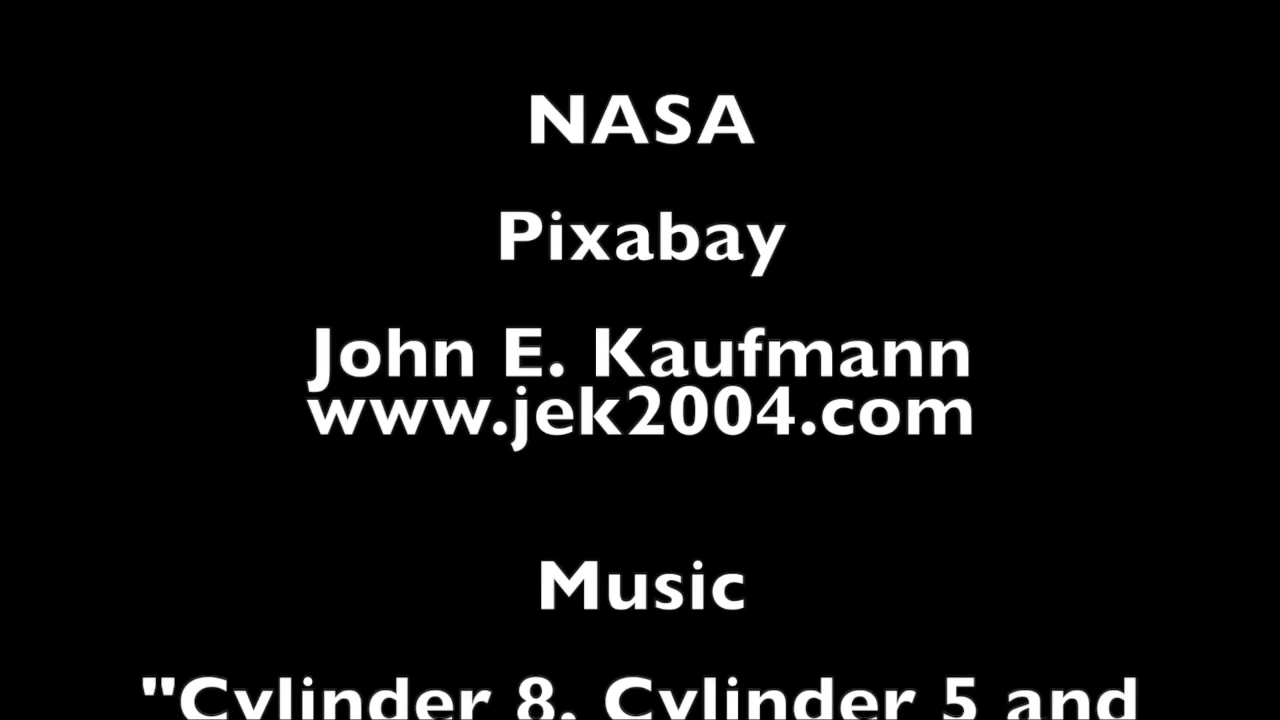 NASA
Pixabay
John E. Kaufmann
www.jek2004.com
Music
"Cylinder 8, Cylinder 5 and